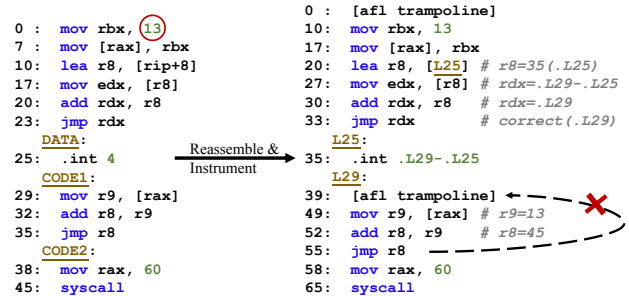 0 : mov rbx, 13
7 : mov [rax], rbx
10: lea r8, [rip+8]
17: mov edx, [r8]
20: add rdx, r8
23: jmp rdx
DATA:
25: .int 4
CODE1:
29: mov r9, [rax]
32: add r8, r9
35: jmp r8
CODE2:
38: mov rax, 60
45: syscall
Reassemble &
Instrument
0 : [afl trampoline]
10: mov rbx, 13
17: mov [rax], rbx
20: lea r8, [.L25] # r8=35(.L25)
27: mov edx, [r8] # rdx=.L29-.L25
30: add rdx, r8 # rdx=.L29
33: jmp rdx # correct(.L29)
L25:
35: .int .L29-.L25
L29:
39: [afl trampoline]
49: mov r9, [rax] # r9=13
52: add r8, r9 # r8=45
55: jmp r8
58: mov rax, 60
65: syscall